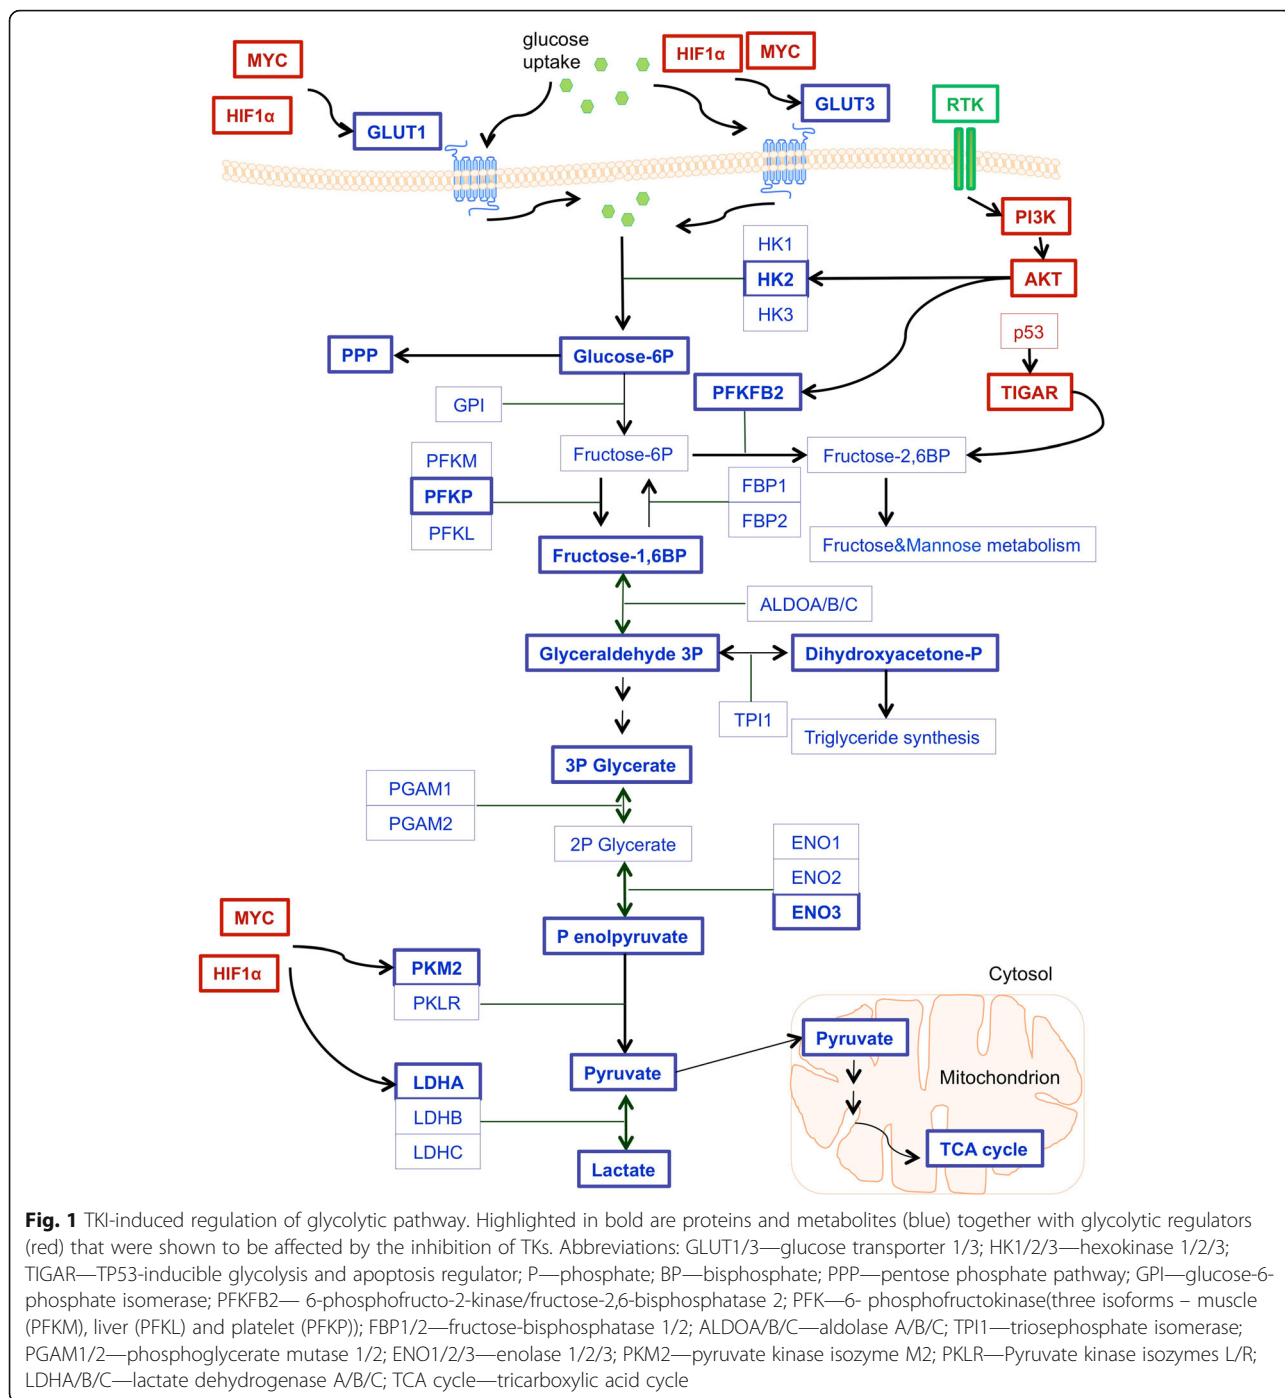 MYC
HIF1α
GLUT1
glucose
uptake
HIF1α
MYC
GLUT3
RTK
PI3K
AKT
HK1
HK2
HK3
p53
TIGAR
PPP
Glucose-6P
PFKFB2
GPI
Fructose-6P
Fructose-2,6BP
PFKM
PFKP
PFKL
FBP1
FBP2
Fructose&Mannose metabolism
Fructose-1,6BP
ALDOA/B/C
Glyceraldehyde 3P
Dihydroxyacetone-P
TPI1
Triglyceride synthesis
3P Glycerate
PGAM1
PGAM2
2P Glycerate
ENO1
ENO2
ENO3
P enolpyruvate
MYC
HIF1α
PKM2
PKLR
Cytosol
Pyruvate
Mitochondrion
TCA cycle
Pyruvate
LDHA
LDHB
LDHC
Lactate
Fig. 1 TKI-induced regulation of glycolytic pathway. Highlighted in bold are proteins and metabolites (blue) together with glycolytic regulators
(red) that were shown to be affected by the inhibition of TKs. Abbreviations: GLUT1/3—glucose transporter 1/3; HK1/2/3—hexokinase 1/2/3;
TIGAR—TP53-inducible glycolysis and apoptosis regulator; P—phosphate; BP—bisphosphate; PPP—pentose phosphate pathway; GPI—glucose-6-
phosphate isomerase; PFKFB2— 6-phosphofructo-2-kinase/fructose-2,6-bisphosphatase 2; PFK—6- phosphofructokinase(three isoforms – muscle
(PFKM), liver (PFKL) and platelet (PFKP)); FBP1/2—fructose-bisphosphatase 1/2; ALDOA/B/C—aldolase A/B/C; TPI1—triosephosphate isomerase;
PGAM1/2—phosphoglycerate mutase 1/2; ENO1/2/3—enolase 1/2/3; PKM2—pyruvate kinase isozyme M2; PKLR—Pyruvate kinase isozymes L/R;
LDHA/B/C—lactate dehydrogenase A/B/C; TCA cycle—tricarboxylic acid cycle